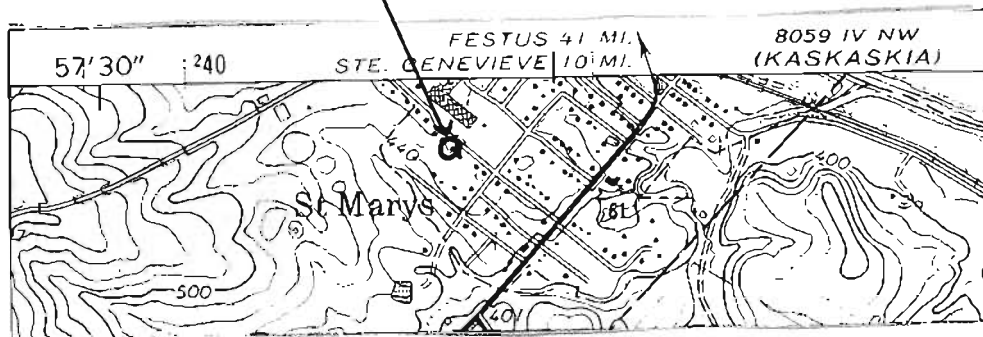 FESTUS 41 MI.
8059 IV NW
57'30" 240 STE. GENEVIEVE 10 MI. (KASKASKIA)
440
400
St Marys
61
500
401